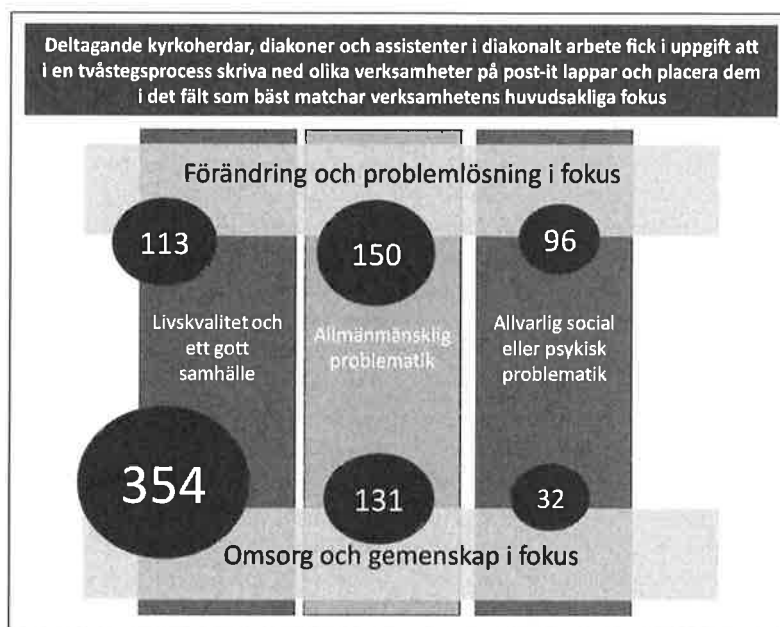 Deltagande kyrkoherdar, diakoner och assistenter i diakonalt arbete fick i uppgift att
i en tvåstegsprocess skriva ned olika verksamheter på post-it lappar och placera dem
i det fält som bäst matchar verksamhetens huvudsakliga fokus
Förändring och problemlösning i fokus
113
150
96
Livskvalitet och
ett gott
samhälle
Allmänmänsklig
problematik
Allvarlig social
eller psykisk
problematik
354
131
32
Omsorg och gemenskap i fokus